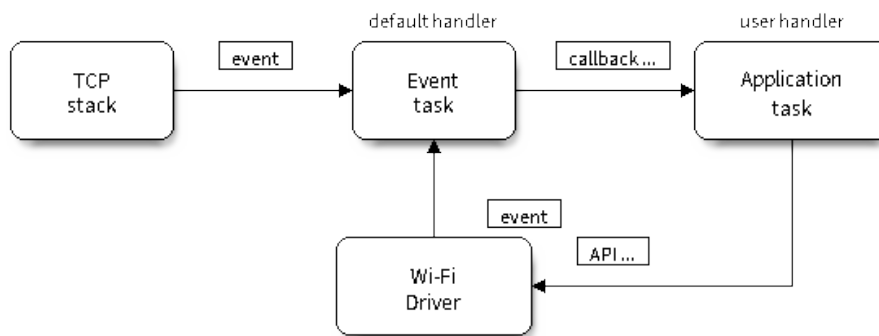 default handler
user handler
event
callback...
TCP
stack
Event
task
Application
task
event
API...
Wi-Fi
Driver